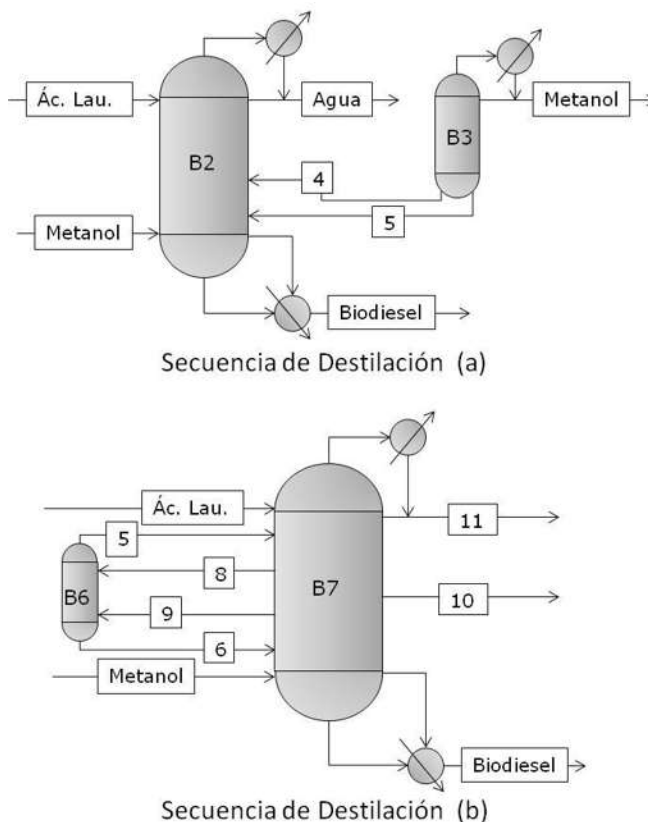 Ác. Lau.
Agua
Metanol
B2
B3
4
5
Metanol
Biodiesel
Secuencia de Destilación (a)
Ác. Lau.
11
5
8
B6
B7
10
9
6
Metanol
Biodiesel
Secuencia de Destilación (b)